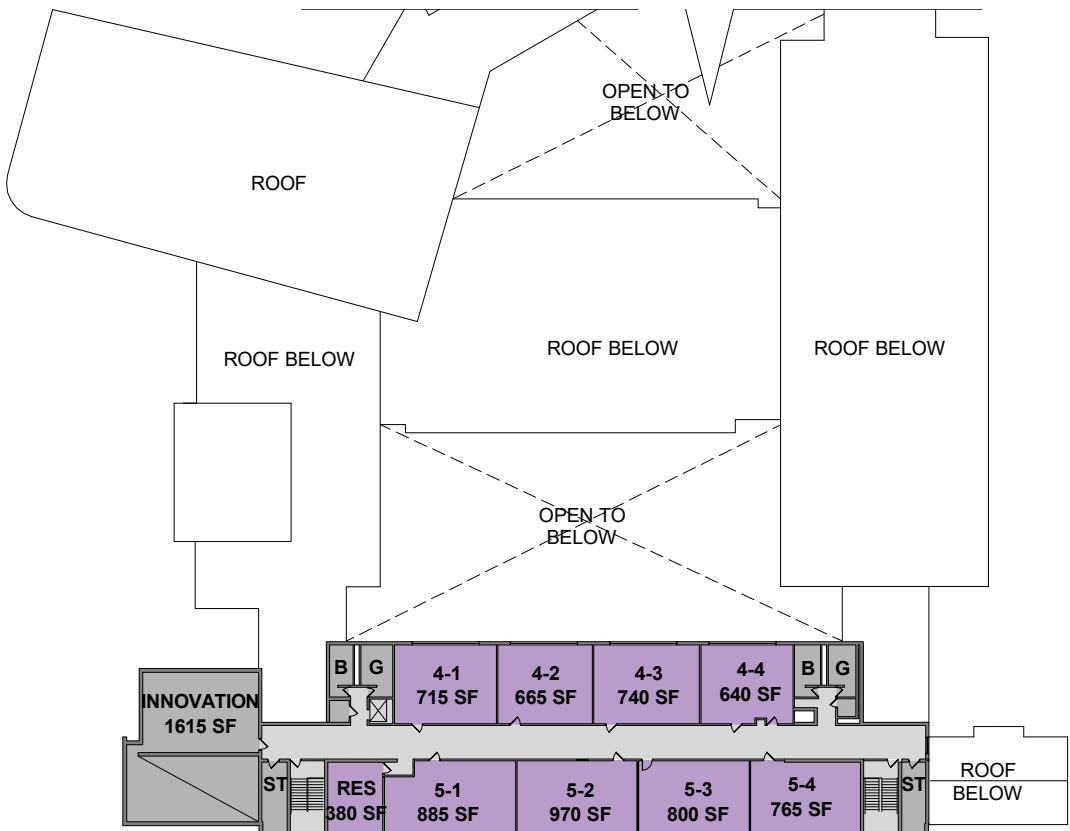 OPEN TO
BELOW
ROOF
ROOF BELOW
ROOF BELOW
ROOF BELOW
OPEN TO
BELOW
B
G
4-1
715 SF
4-2
665 SF
4-3
740 SF
4-4
640 SF
B
G
INNOVATION
1615 SF
ST
RES
380 SF
5-1
885 SF
5-2
970 SF
5-3
800 SF
5-4
765 SF
ST
ROOF
BELOW